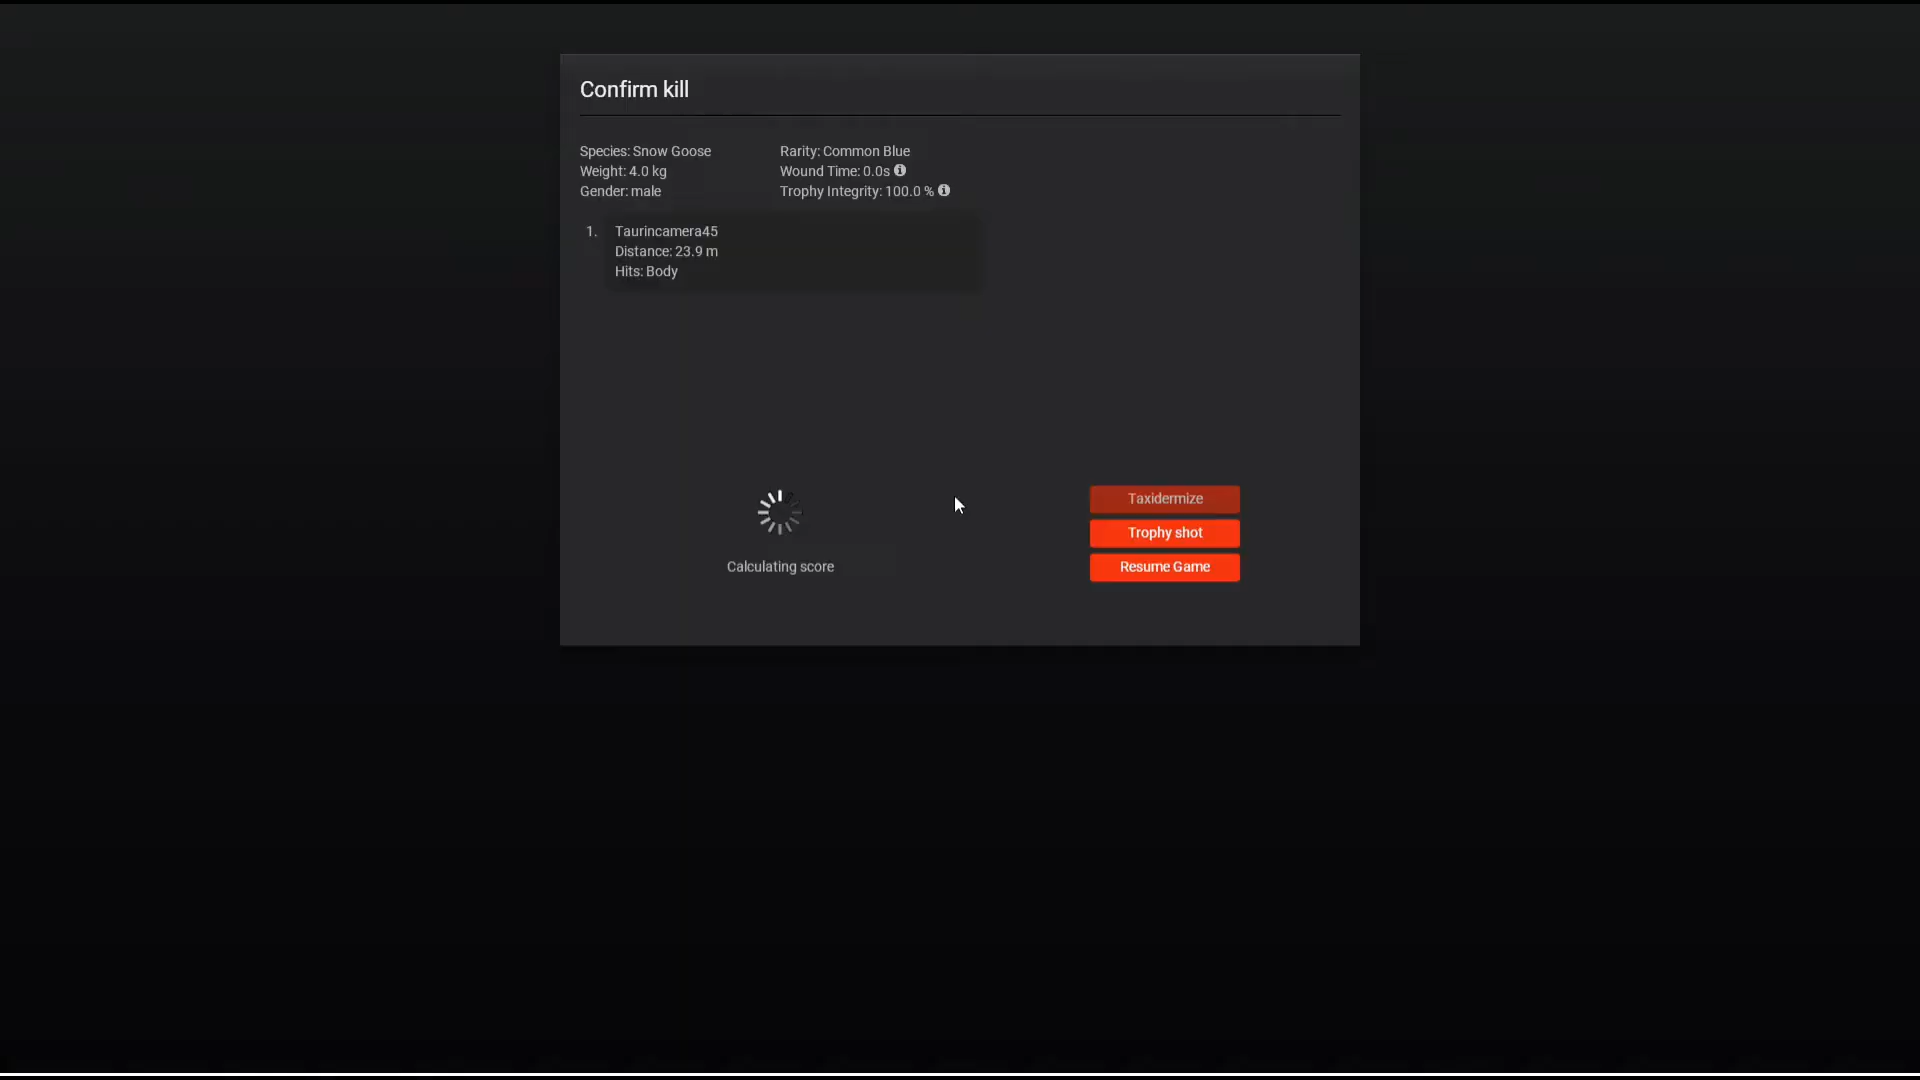 Confirm kill
Species: Snow Goose
Weight: 4.0 kg
Gender: male
Rarity: Common Blue
Wound Time: 0.0s
Trophy Integrity: 100.0 %
1.
Taurincamera45
Distance: 23.9 m
Hits: Body
Calculating score
Taxidermize
Trophy shot
Resume Game